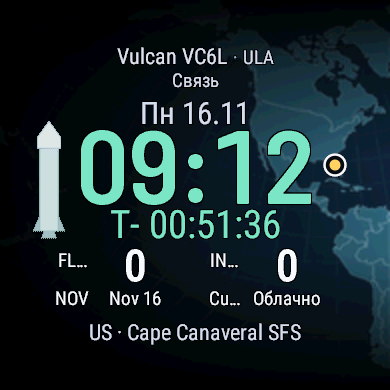 Vulcan VC6L · ULA
Связь
Пн 16.11
09:12
T- 00:51:36
FL... 0 IN... 0
NOV Nov 16 Cu... Облачно
US · Cape Canaveral SFS